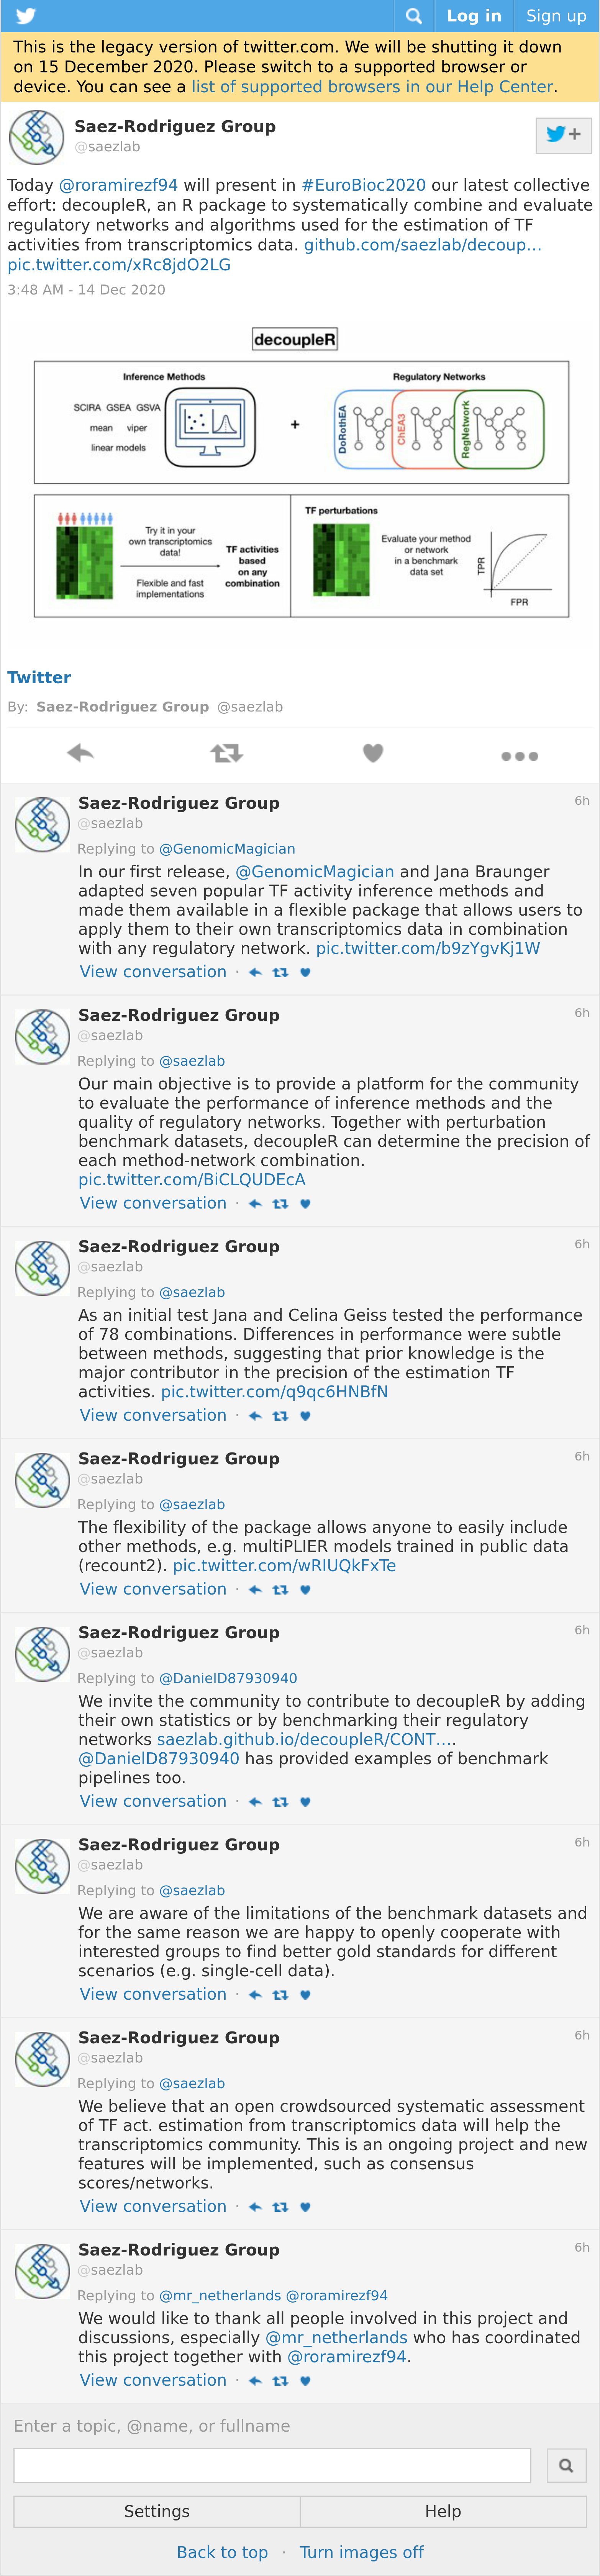 Log in
Sign up
This is the legacy version of twitter.com. We will be shutting it down
on 15 December 2020. Please switch to a supported browser or
device. You can see a list of supported browsers in our Help Center.
Saez-Rodriguez Group
@saezlab
Today @roramirezf94 will present in #EuroBioc2020 our latest collective
effort: decoupleR, an R package to systematically combine and evaluate
regulatory networks and algorithms used for the estimation of TF
activities from transcriptomics data. github.com/saezlab/decoup…
pic.twitter.com/xRc8jdO2LG
3:48 AM - 14 Dec 2020
decoupleR
Inference Methods
SCIRA GSEA GSVA
mean viper
linear models
+
Regulatory Networks
DoRothEA
ChEA3
RegNetwork
Try it in your
own transcriptomics
data!
Flexible and fast
implementations
TF activities
based
on any
combination
TF perturbations
Evaluate your method
or network
in a benchmark
data set
TPR
FPR
Twitter
By: Saez-Rodriguez Group @saezlab
Saez-Rodriguez Group
6h
@saezlab
Replying to @GenomicMagician
In our first release, @GenomicMagician and Jana Braunger
adapted seven popular TF activity inference methods and
made them available in a flexible package that allows users to
apply them to their own transcriptomics data in combination
with any regulatory network. pic.twitter.com/b9zYgvKj1W
View conversation ·
Saez-Rodriguez Group
6h
@saezlab
Replying to @saezlab
Our main objective is to provide a platform for the community
to evaluate the performance of inference methods and the
quality of regulatory networks. Together with perturbation
benchmark datasets, decoupleR can determine the precision of
each method-network combination.
pic.twitter.com/BiCLQUDEcA
View conversation ·
Saez-Rodriguez Group
6h
@saezlab
Replying to @saezlab
As an initial test Jana and Celina Geiss tested the performance
of 78 combinations. Differences in performance were subtle
between methods, suggesting that prior knowledge is the
major contributor in the precision of the estimation TF
activities. pic.twitter.com/q9qc6HNBfN
View conversation ·
Saez-Rodriguez Group
6h
@saezlab
Replying to @saezlab
The flexibility of the package allows anyone to easily include
other methods, e.g. multiPLIER models trained in public data
(recount2). pic.twitter.com/wRIUQkFxTe
View conversation ·
Saez-Rodriguez Group
6h
@saezlab
Replying to @DanielD87930940
We invite the community to contribute to decoupleR by adding
their own statistics or by benchmarking their regulatory
networks saezlab.github.io/decoupleR/CONT….
@DanielD87930940 has provided examples of benchmark
pipelines too.
View conversation ·
Saez-Rodriguez Group
6h
@saezlab
Replying to @saezlab
We are aware of the limitations of the benchmark datasets and
for the same reason we are happy to openly cooperate with
interested groups to find better gold standards for different
scenarios (e.g. single-cell data).
View conversation ·
Saez-Rodriguez Group
6h
@saezlab
Replying to @saezlab
We believe that an open crowdsourced systematic assessment
of TF act. estimation from transcriptomics data will help the
transcriptomics community. This is an ongoing project and new
features will be implemented, such as consensus
scores/networks.
View conversation ·
Saez-Rodriguez Group
6h
@saezlab
Replying to @mr_netherlands @roramirezf94
We would like to thank all people involved in this project and
discussions, especially @mr_netherlands who has coordinated
this project together with @roramirezf94.
View conversation ·
Enter a topic, @name, or fullname
Settings
Help
Back to top · Turn images off